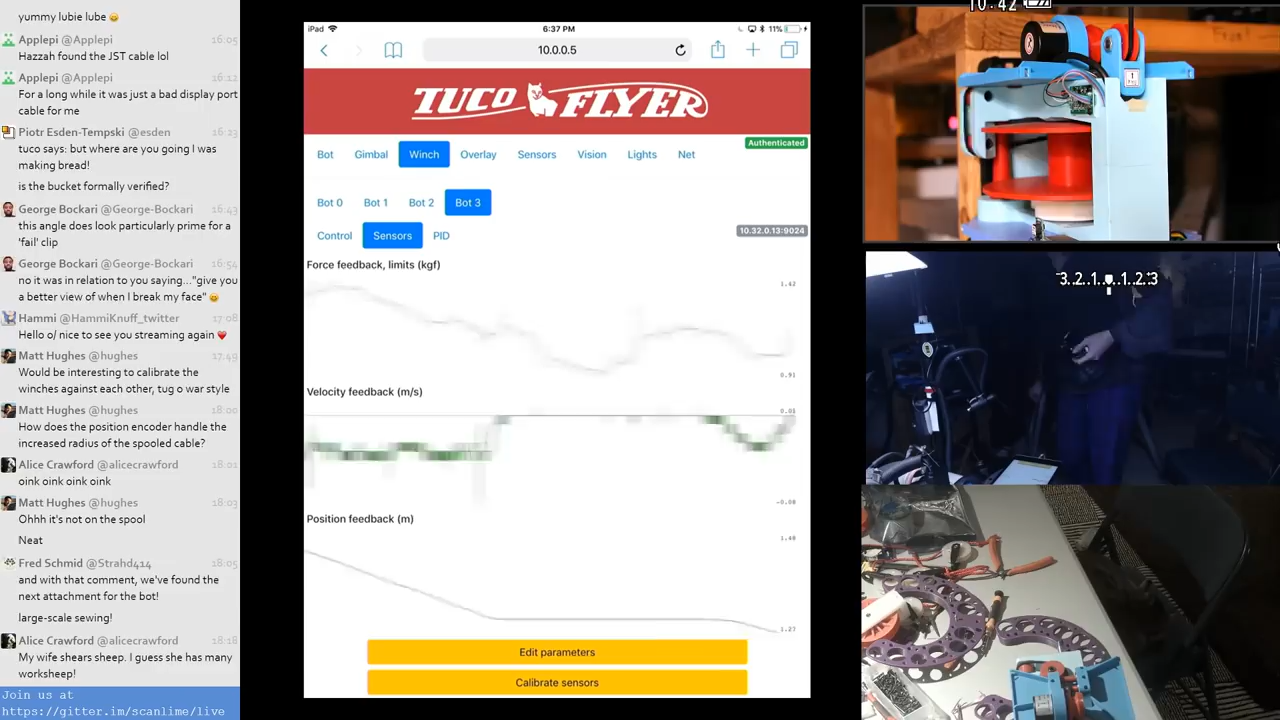 yummy lubie lubie 😀
Applepi @Applepi 16:05
Hazzah found the JST cable lol
Applepi @Applepi 16:12
For a long while it was just a bad display port
cable for me
Piotr Esden-Tempski @esden 16:23
tuco says:but where are you going I was
making bread!
is the bucket formally verified?
George Bockari @George-Bockari 16:43
this angle does look particularly prime for a
'fail' clip
George Bockari @George-Bockari 16:54
no it was in relation to you saying..."give you
a better view of when I break my face" 😀
Hammi @HammiKnuff_twitter 17:08
Hello o/ nice to see you streaming again ❤
Matt Hughes @hughes 17:49
Would be interesting to calibrate the
winches against each other, tug o war style
Matt Hughes @hughes 18:00
How does the position encoder handle the
increased radius of the spooled cable?
Alice Crawford @alicecrawford 18:01
oink oink oink oink
Matt Hughes @hughes 18:03
Ohhh it's not on the spool
Neat
Fred Schmid @Strahd414 18:05
and with that comment, we've found the
next attachment for the bot!
large-scale sewing!
Alice Crawford @alicecrawford 18:18
My wife shears sheep. I guess she has many
worksheep!
Join us at
https://gitter.im/scanlime/live
iPad 6:37 PM 11%
10.0.0.5
TUCO FLYER
Authenticated
Bot Gimbal Winch Overlay Sensors Vision Lights Net
Bot 0 Bot 1 Bot 2 Bot 3
Control Sensors PID
10.32.0.13:9024
Force feedback, limits (kgf)
1.42
0.91
Velocity feedback (m/s)
0.01
-0.08
Position feedback (m)
1.48
1.27
Edit parameters
Calibrate sensors
10.42
1
3..2..1...1..2..3